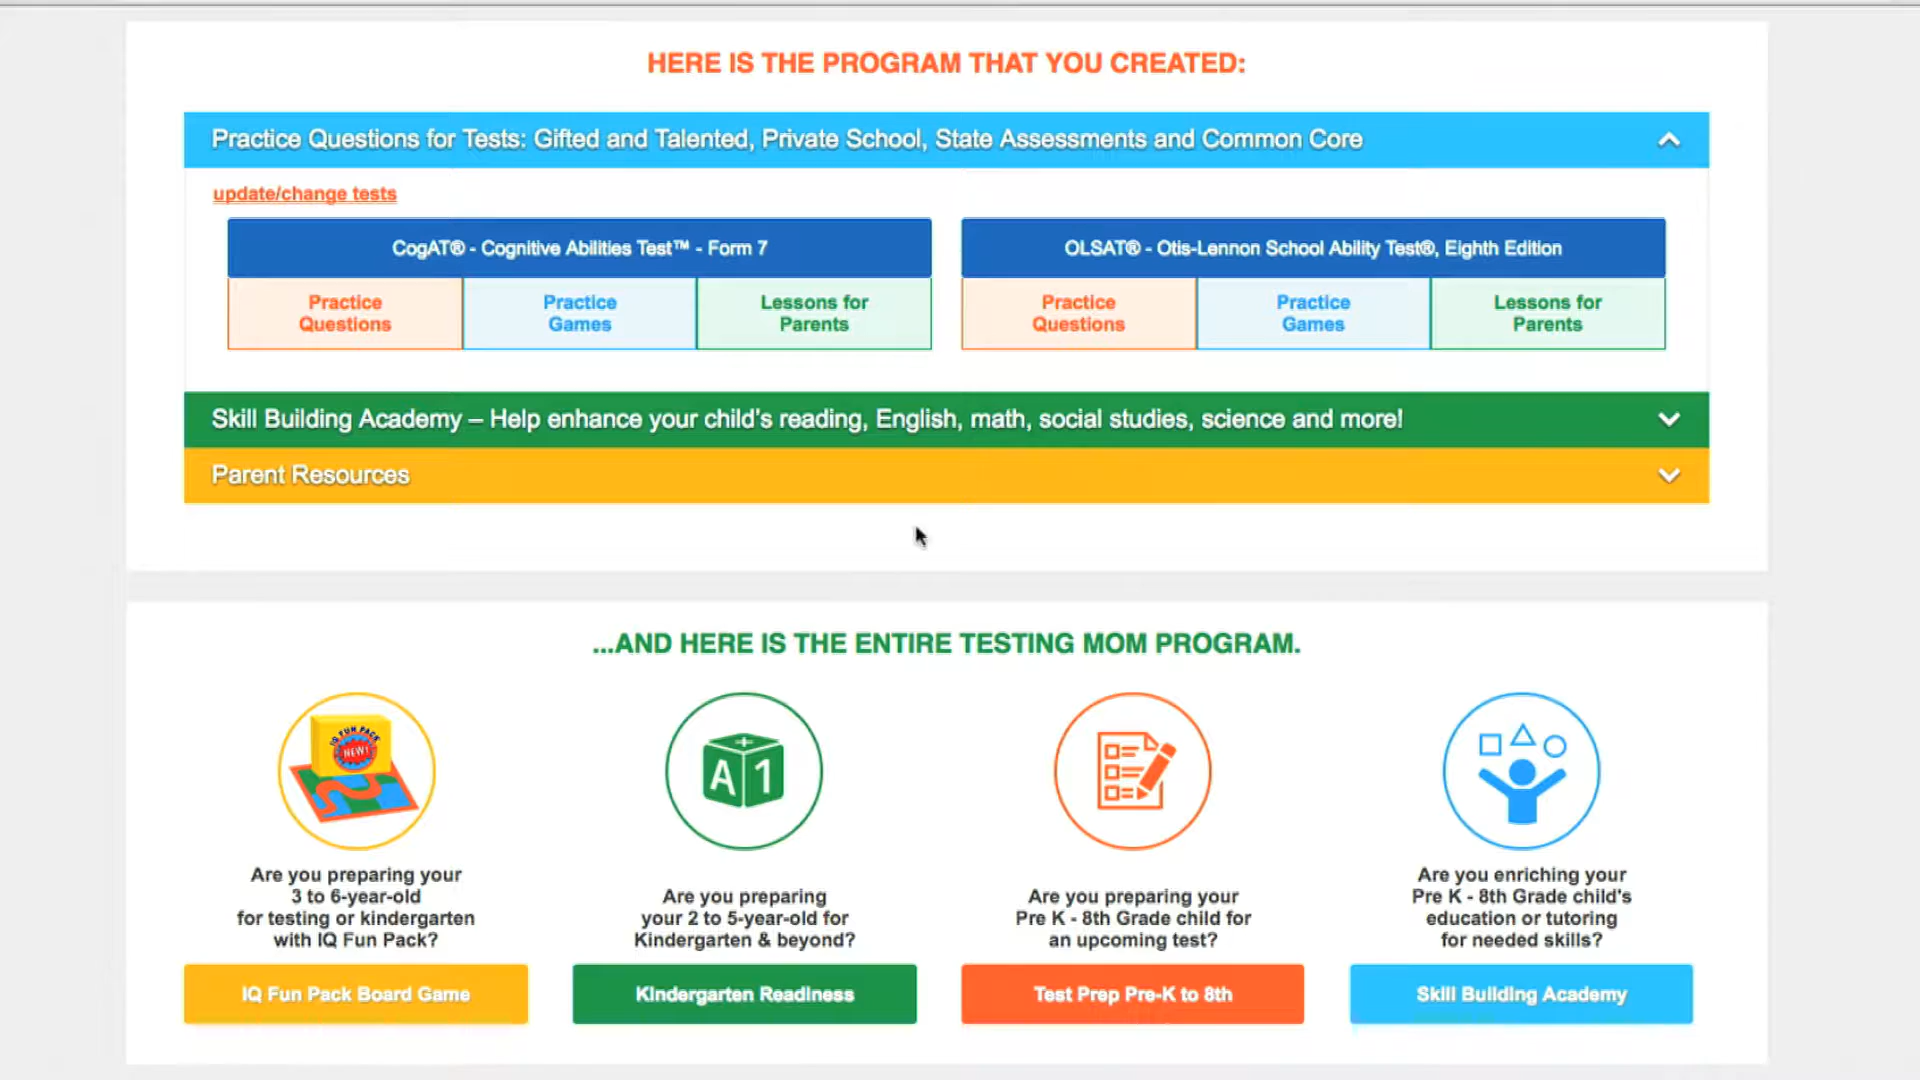 HERE IS THE PROGRAM THAT YOU CREATED:
Practice Questions for Tests: Gifted and Talented, Private School, State Assessments and Common Core
update/change tests
CogAT® - Cognitive Abilities Test™ - Form 7
Practice
Questions
Practice
Games
Lessons for
Parents
OLSAT® - Otis-Lennon School Ability Test®, Eighth Edition
Practice
Questions
Practice
Games
Lessons for
Parents
Skill Building Academy – Help enhance your child's reading, English, math, social studies, science and more!
Parent Resources
...AND HERE IS THE ENTIRE TESTING MOM PROGRAM.
IQ FUN PACK
NEW!
Are you preparing your
3 to 6-year-old
for testing or kindergarten
with IQ Fun Pack?
IQ Fun Pack Board Game
A 1
Are you preparing
your 2 to 5-year-old for
Kindergarten & beyond?
Kindergarten Readiness
Are you preparing your
Pre K - 8th Grade child for
an upcoming test?
Test Prep Pre-K to 8th
Are you enriching your
Pre K - 8th Grade child's
education or tutoring
for needed skills?
Skill Building Academy